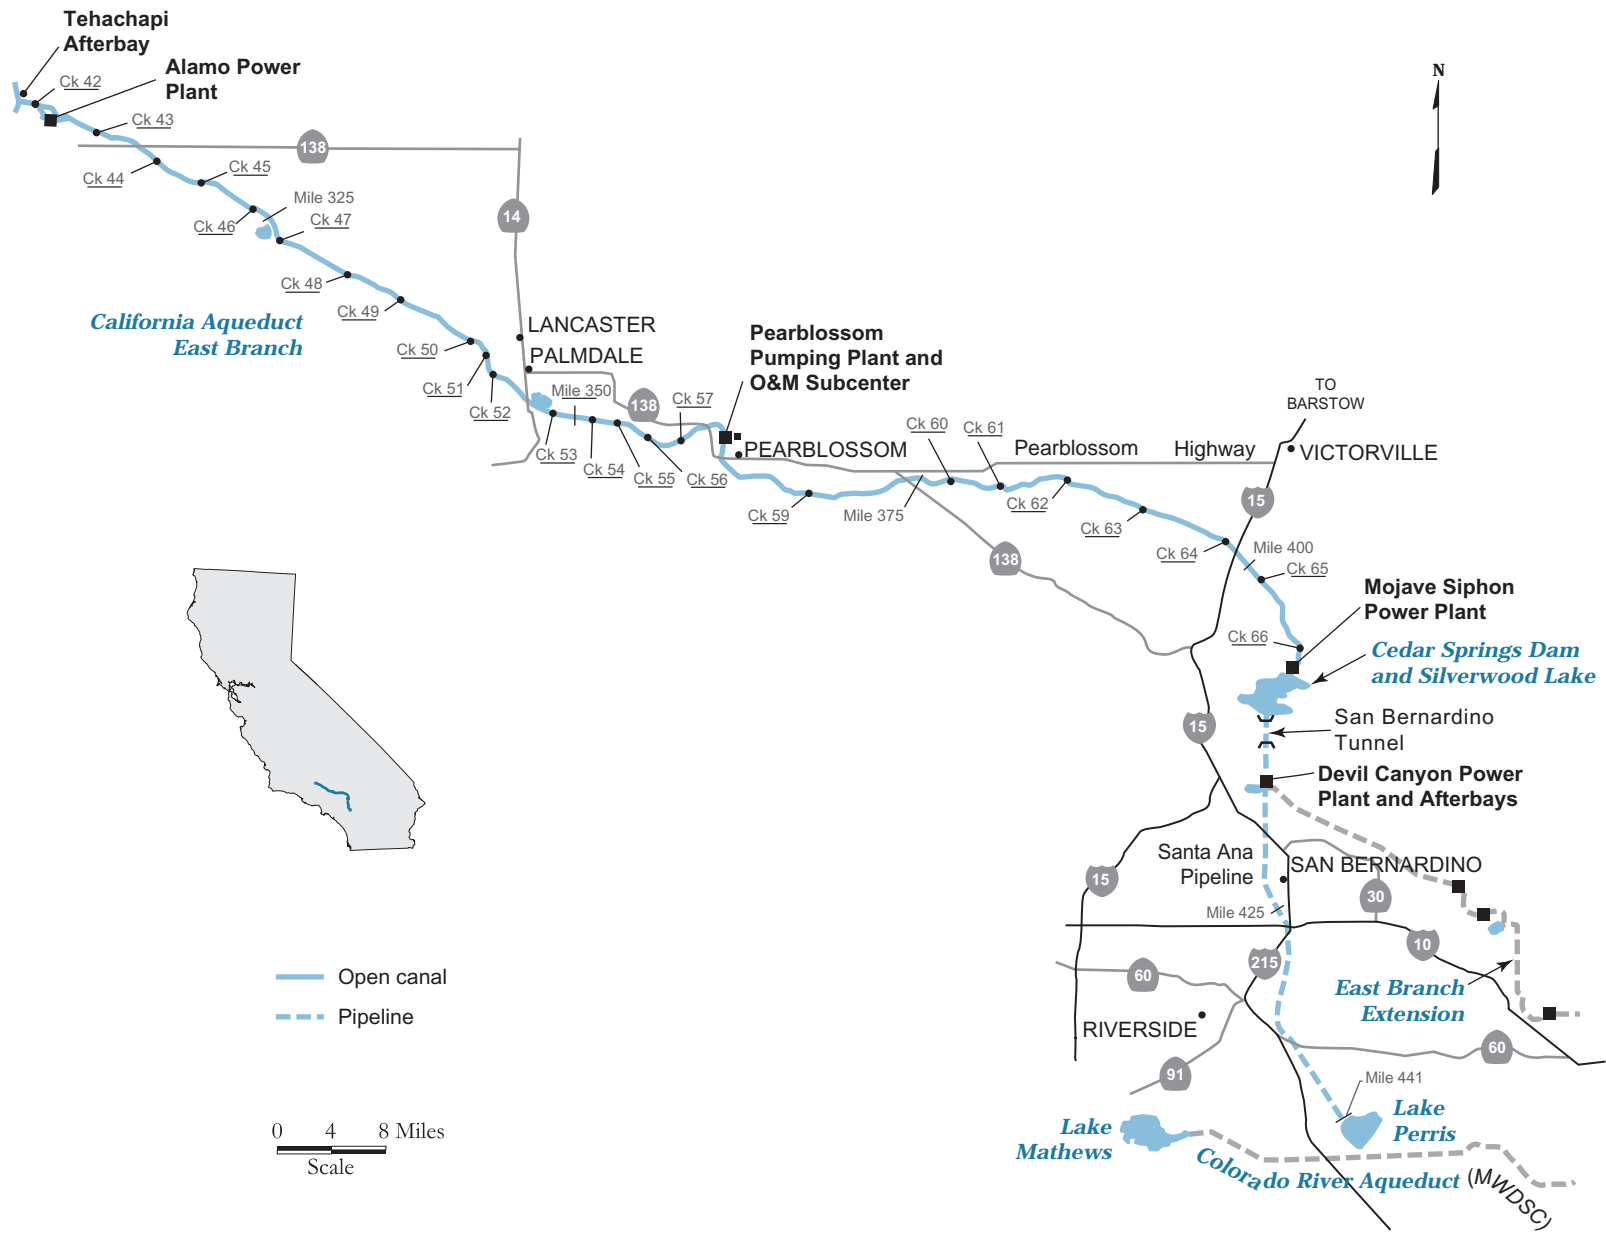 Tehachapi
Afterbay
Ck 42
Alamo Power
Plant
Ck 43
138
Ck 44
Ck 45
Mile 325
Ck 46
Ck 47
14
N
Ck 48
Ck 49
California Aqueduct
East Branch
LANCASTER
PALMDALE
Ck 50
Ck 51
Ck 52
Mile 350
138
Ck 57
Pearblossom
Pumping Plant and
O&M Subcenter
PEARBLOSSOM
Ck 53
Ck 54
Ck 55
Ck 56
Ck 59
Mile 375
Ck 60
Ck 61
Pearblossom Highway
Ck 62
Ck 63
Ck 64
TO
BARSTOW
VICTORVILLE
15
138
Mile 400
Ck 65
Ck 66
Mojave Siphon
Power Plant
Cedar Springs Dam
and Silverwood Lake
15
San Bernardino
Tunnel
Devil Canyon Power
Plant and Afterbays
Santa Ana
Pipeline
SAN BERNARDINO
15
30
Mile 425
10
215
60
East Branch
Extension
RIVERSIDE
60
91
Mile 441
Lake
Perris
Lake
Mathews
Colorado River Aqueduct (MWDSC)
Open canal
Pipeline
0 4 8 Miles
Scale